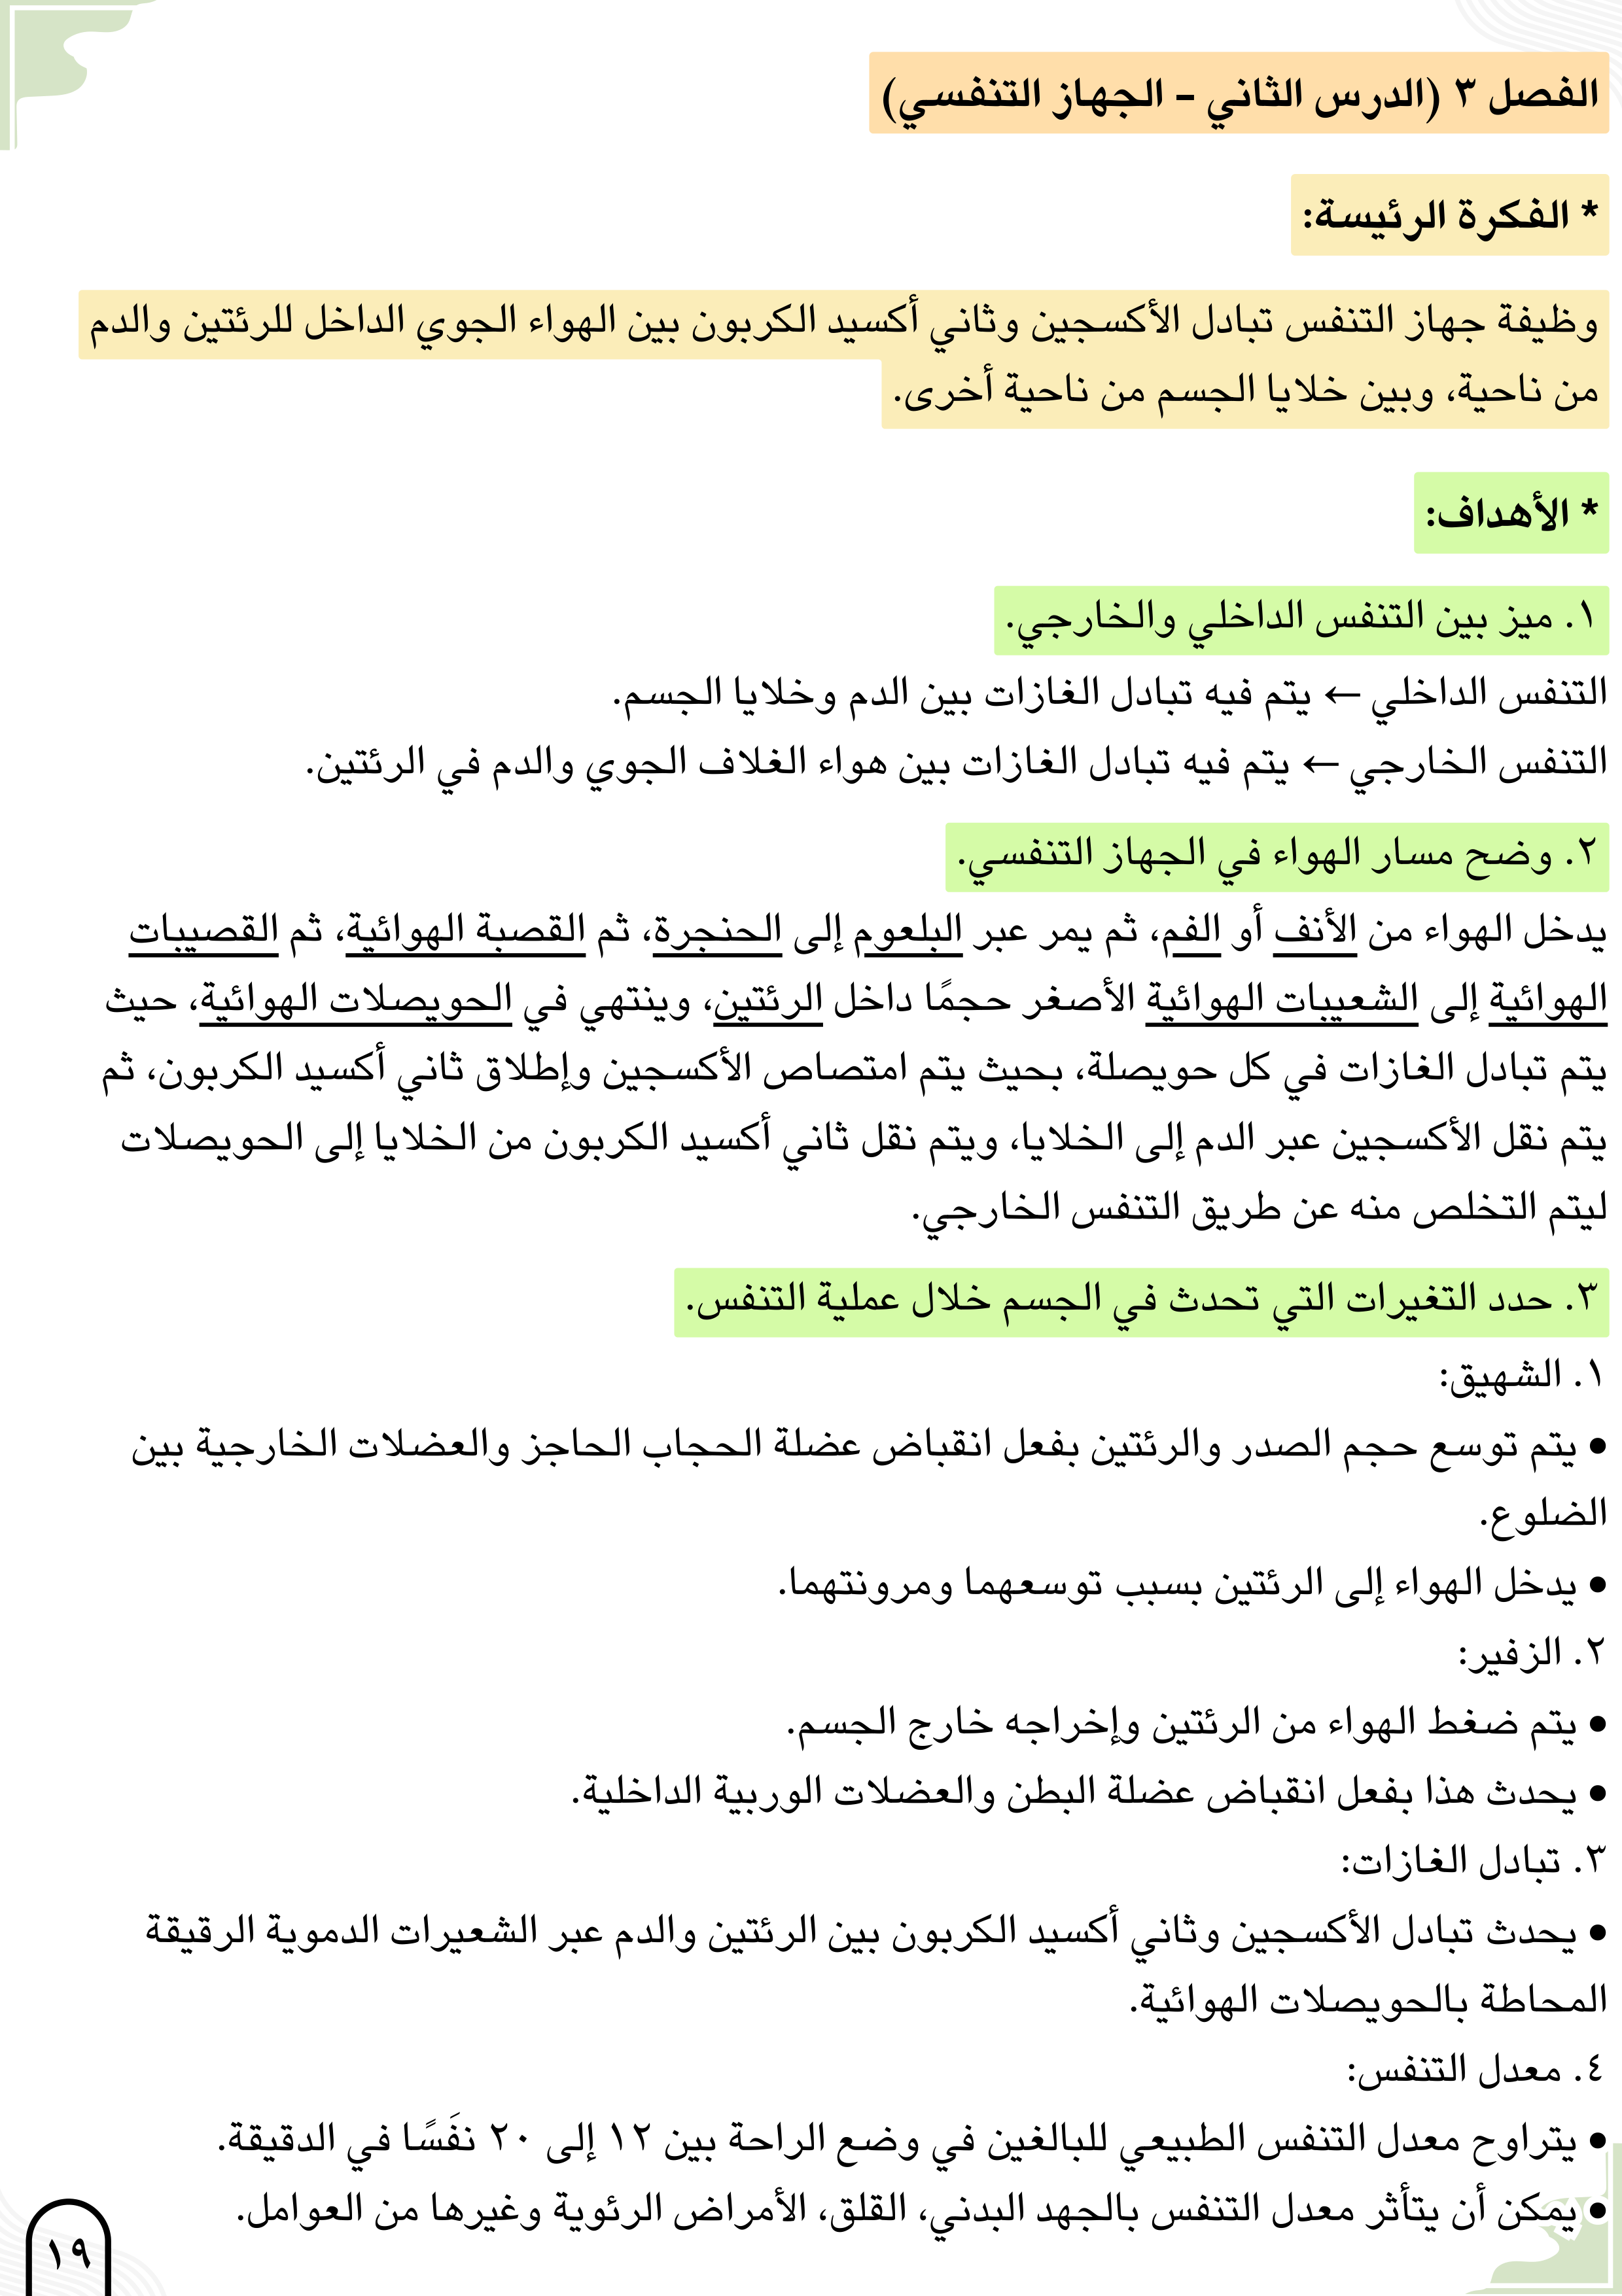 الفصل ٣ (الدرس الثاني - الجهاز التنفسي)
* الفكرة الرئيسة:
وظيفة جهاز التنفس تبادل الأكسجين وثاني أكسيد الكربون بين الهواء الجوي الداخل للرئتين والدم
من ناحية، وبين خلايا الجسم من ناحية أخرى.
* الأهداف:
١. ميز بين التنفس الداخلي والخارجي.
التنفس الداخلي ← يتم فيه تبادل الغازات بين الدم وخلايا الجسم.
التنفس الخارجي ← يتم فيه تبادل الغازات بين هواء الغلاف الجوي والدم في الرئتين.
٢. وضح مسار الهواء في الجهاز التنفسي.
يدخل الهواء من الأنف أو الفم، ثم يمر عبر البلعوم إلى الحنجرة، ثم القصبة الهوائية، ثم القصيبات
الهوائية إلى الشعيبات الهوائية الأصغر حجمًا داخل الرئتين، وينتهي في الحويصلات الهوائية، حيث
يتم تبادل الغازات في كل حويصلة، بحيث يتم امتصاص الأكسجين وإطلاق ثاني أكسيد الكربون، ثم
يتم نقل الأكسجين عبر الدم إلى الخلايا، ويتم نقل ثاني أكسيد الكربون من الخلايا إلى الحويصلات
ليتم التخلص منه عن طريق التنفس الخارجي.
٣. حدد التغيرات التي تحدث في الجسم خلال عملية التنفس.
١. الشهيق:
• يتم توسع حجم الصدر والرئتين بفعل انقباض عضلة الحجاب الحاجز والعضلات الخارجية بين
الضلوع.
• يدخل الهواء إلى الرئتين بسبب توسعهما ومرونتهما.
٢. الزفير:
• يتم ضغط الهواء من الرئتين وإخراجه خارج الجسم.
• يحدث هذا بفعل انقباض عضلة البطن والعضلات الوربية الداخلية.
٣. تبادل الغازات:
• يحدث تبادل الأكسجين وثاني أكسيد الكربون بين الرئتين والدم عبر الشعيرات الدموية الرقيقة
المحاطة بالحويصلات الهوائية.
٤. معدل التنفس:
• يتراوح معدل التنفس الطبيعي للبالغين في وضع الراحة بين ١٢ إلى ٢٠ نفَسًا في الدقيقة.
• يمكن أن يتأثر معدل التنفس بالجهد البدني، القلق، الأمراض الرئوية وغيرها من العوامل.
١٩